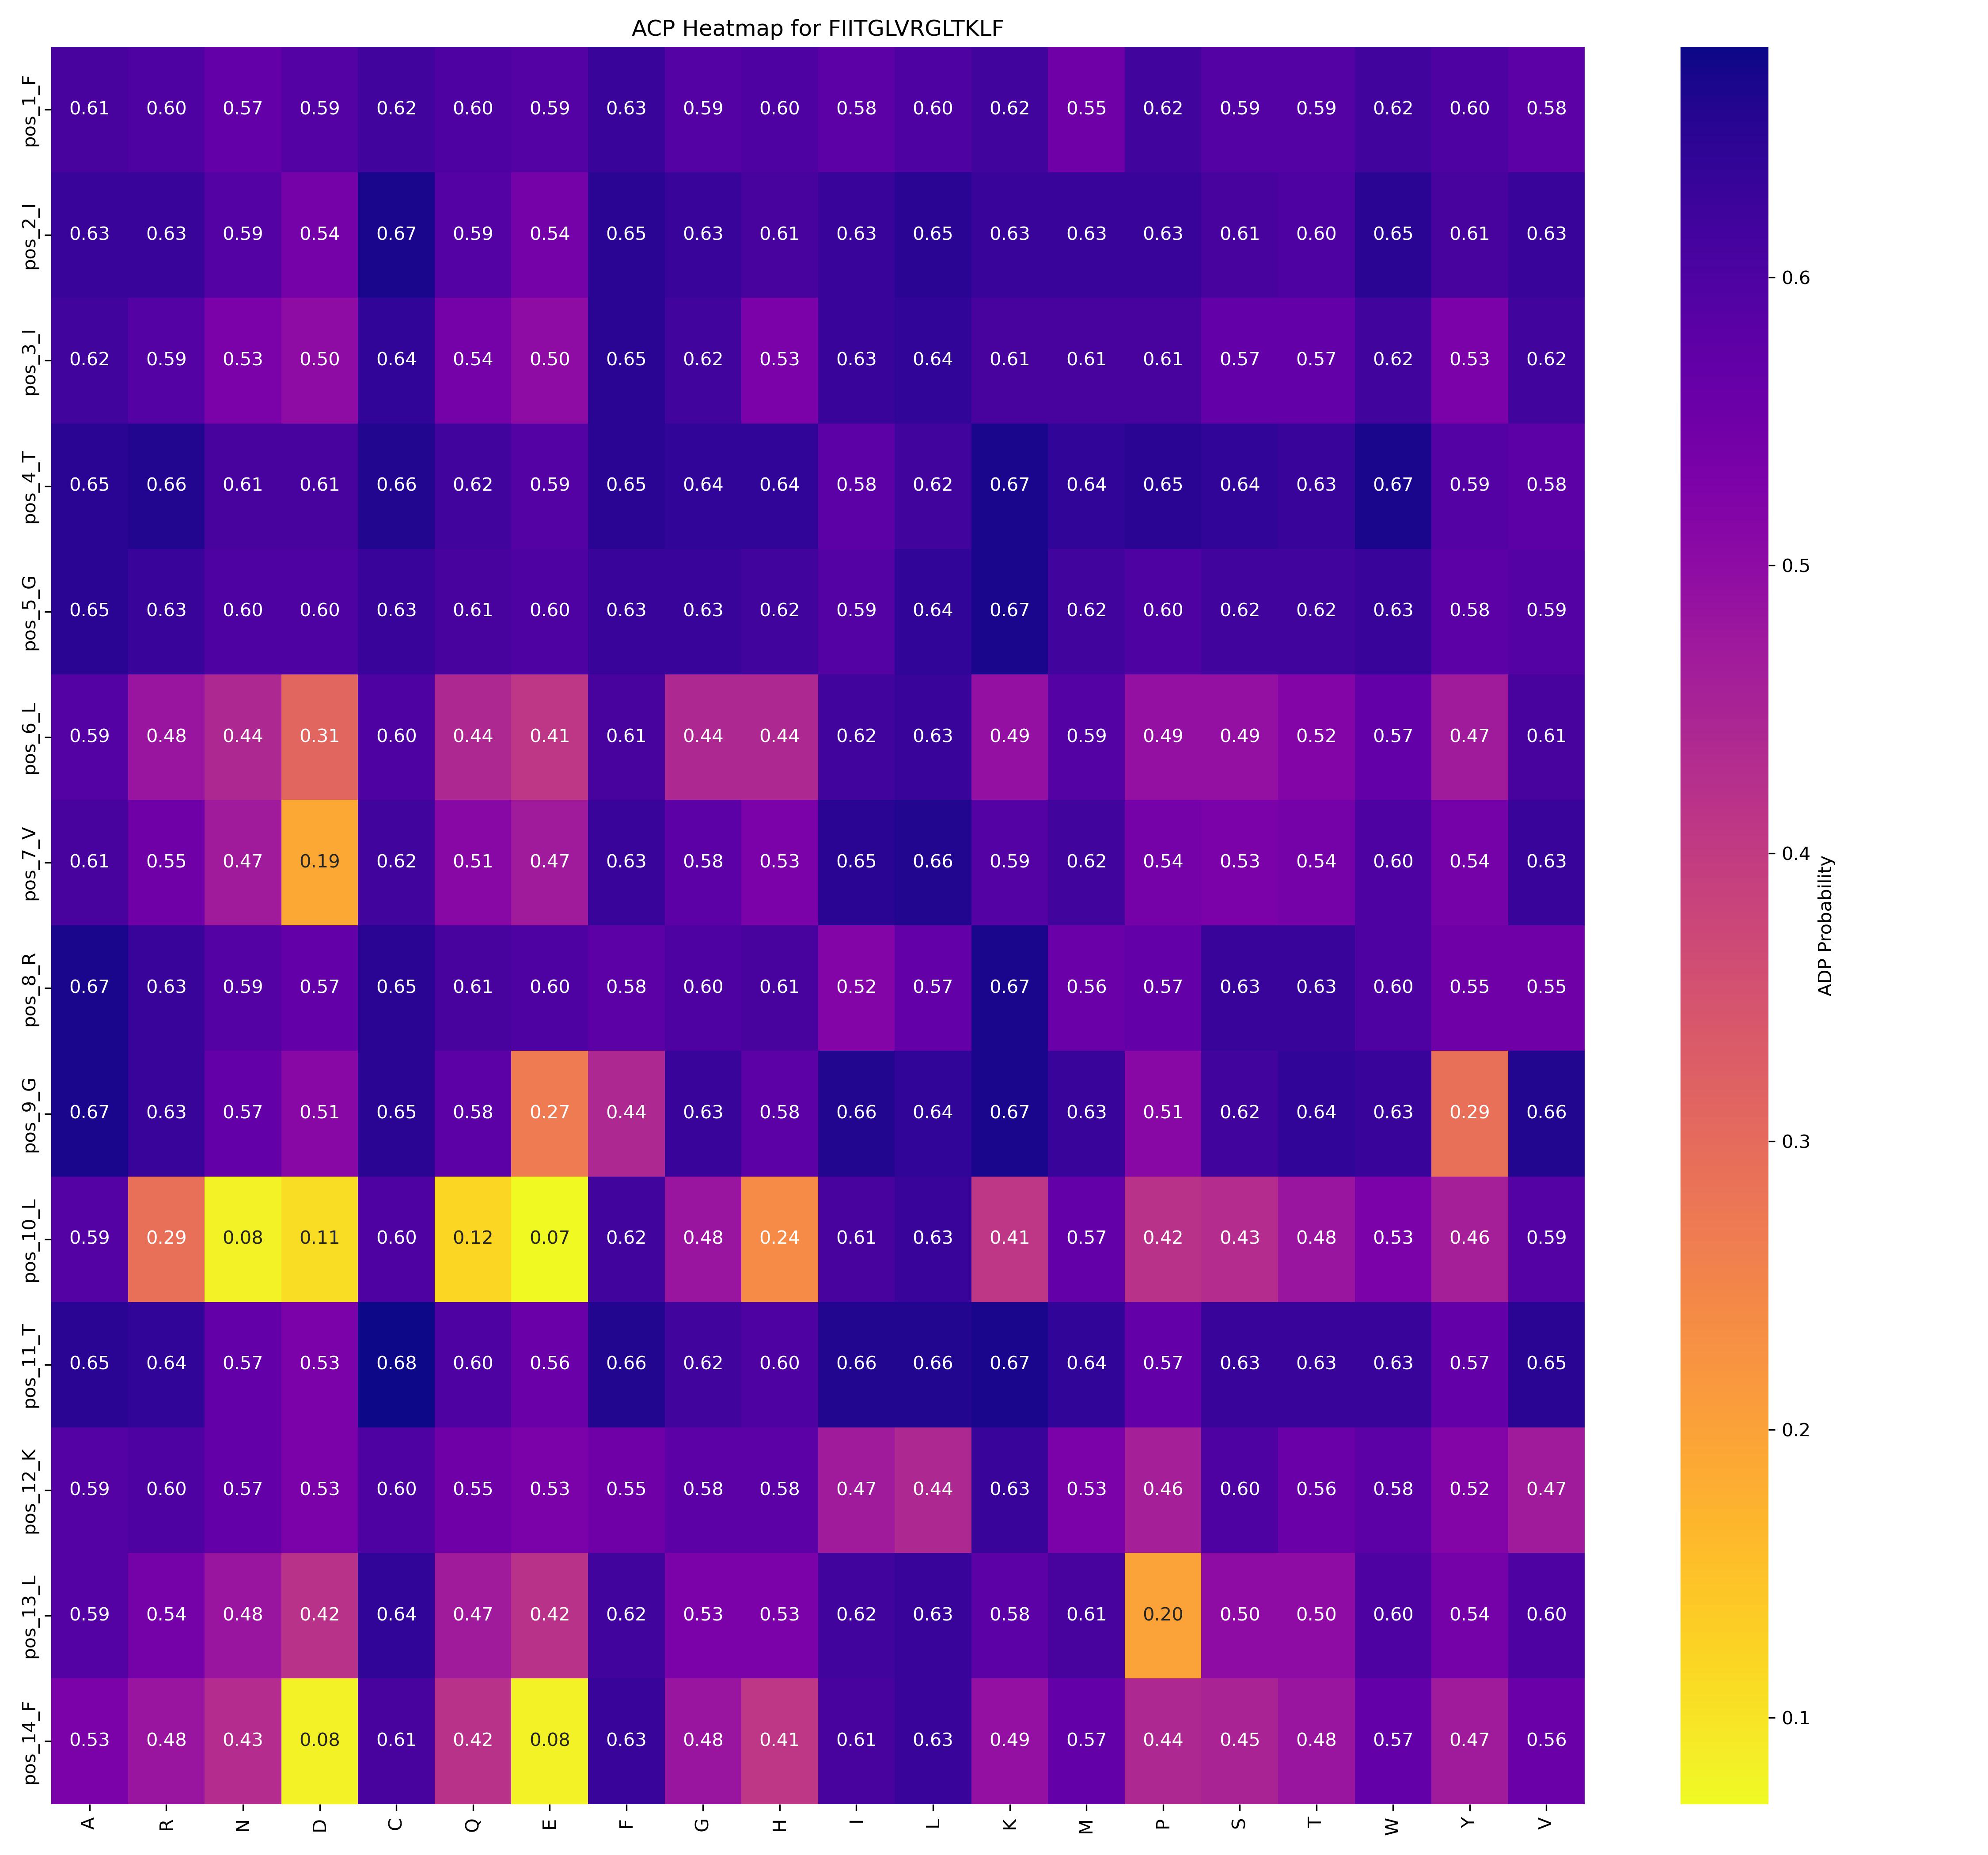 ACP Heatmap for FIITGLVRGLTKLF
pos_1_F 0.61 0.60 0.57 0.59 0.62 0.60 0.59 0.63 0.59 0.60 0.58 0.60 0.62 0.55 0.62 0.59 0.59 0.62 0.60 0.58
pos_2_I 0.63 0.63 0.59 0.54 0.67 0.59 0.54 0.65 0.63 0.61 0.63 0.65 0.63 0.63 0.63 0.61 0.60 0.65 0.61 0.63
pos_3_I 0.62 0.59 0.53 0.50 0.64 0.54 0.50 0.65 0.62 0.53 0.63 0.64 0.61 0.61 0.61 0.57 0.57 0.62 0.53 0.62
pos_4_T 0.65 0.66 0.61 0.61 0.66 0.62 0.59 0.65 0.64 0.64 0.58 0.62 0.67 0.64 0.65 0.64 0.63 0.67 0.59 0.58
pos_5_G 0.65 0.63 0.60 0.60 0.63 0.61 0.60 0.63 0.63 0.62 0.59 0.64 0.67 0.62 0.60 0.62 0.62 0.63 0.58 0.59
pos_6_L 0.59 0.48 0.44 0.31 0.60 0.44 0.41 0.61 0.44 0.44 0.62 0.63 0.49 0.59 0.49 0.49 0.52 0.57 0.47 0.61
pos_7_V 0.61 0.55 0.47 0.19 0.62 0.51 0.47 0.63 0.58 0.53 0.65 0.66 0.59 0.62 0.54 0.53 0.54 0.60 0.54 0.63
pos_8_R 0.67 0.63 0.59 0.57 0.65 0.61 0.60 0.58 0.60 0.61 0.52 0.57 0.67 0.56 0.57 0.63 0.63 0.60 0.55 0.55
pos_9_G 0.67 0.63 0.57 0.51 0.65 0.58 0.27 0.44 0.63 0.58 0.66 0.64 0.67 0.63 0.51 0.62 0.64 0.63 0.29 0.66
pos_10_L 0.59 0.29 0.08 0.11 0.60 0.12 0.07 0.62 0.48 0.24 0.61 0.63 0.41 0.57 0.42 0.43 0.48 0.53 0.46 0.59
pos_11_T 0.65 0.64 0.57 0.53 0.68 0.60 0.56 0.66 0.62 0.60 0.66 0.66 0.67 0.64 0.57 0.63 0.63 0.63 0.57 0.65
pos_12_K 0.59 0.60 0.57 0.53 0.60 0.55 0.53 0.55 0.58 0.58 0.47 0.44 0.63 0.53 0.46 0.60 0.56 0.58 0.52 0.47
pos_13_L 0.59 0.54 0.48 0.42 0.64 0.47 0.42 0.62 0.53 0.53 0.62 0.63 0.58 0.61 0.20 0.50 0.50 0.60 0.54 0.60
pos_14_F 0.53 0.48 0.43 0.08 0.61 0.42 0.08 0.63 0.48 0.41 0.61 0.63 0.49 0.57 0.44 0.45 0.48 0.57 0.47 0.56
A R N D C Q E F G H I L K M P S T W Y V
0.6
0.5
0.4
0.3
0.2
0.1
ADP Probability